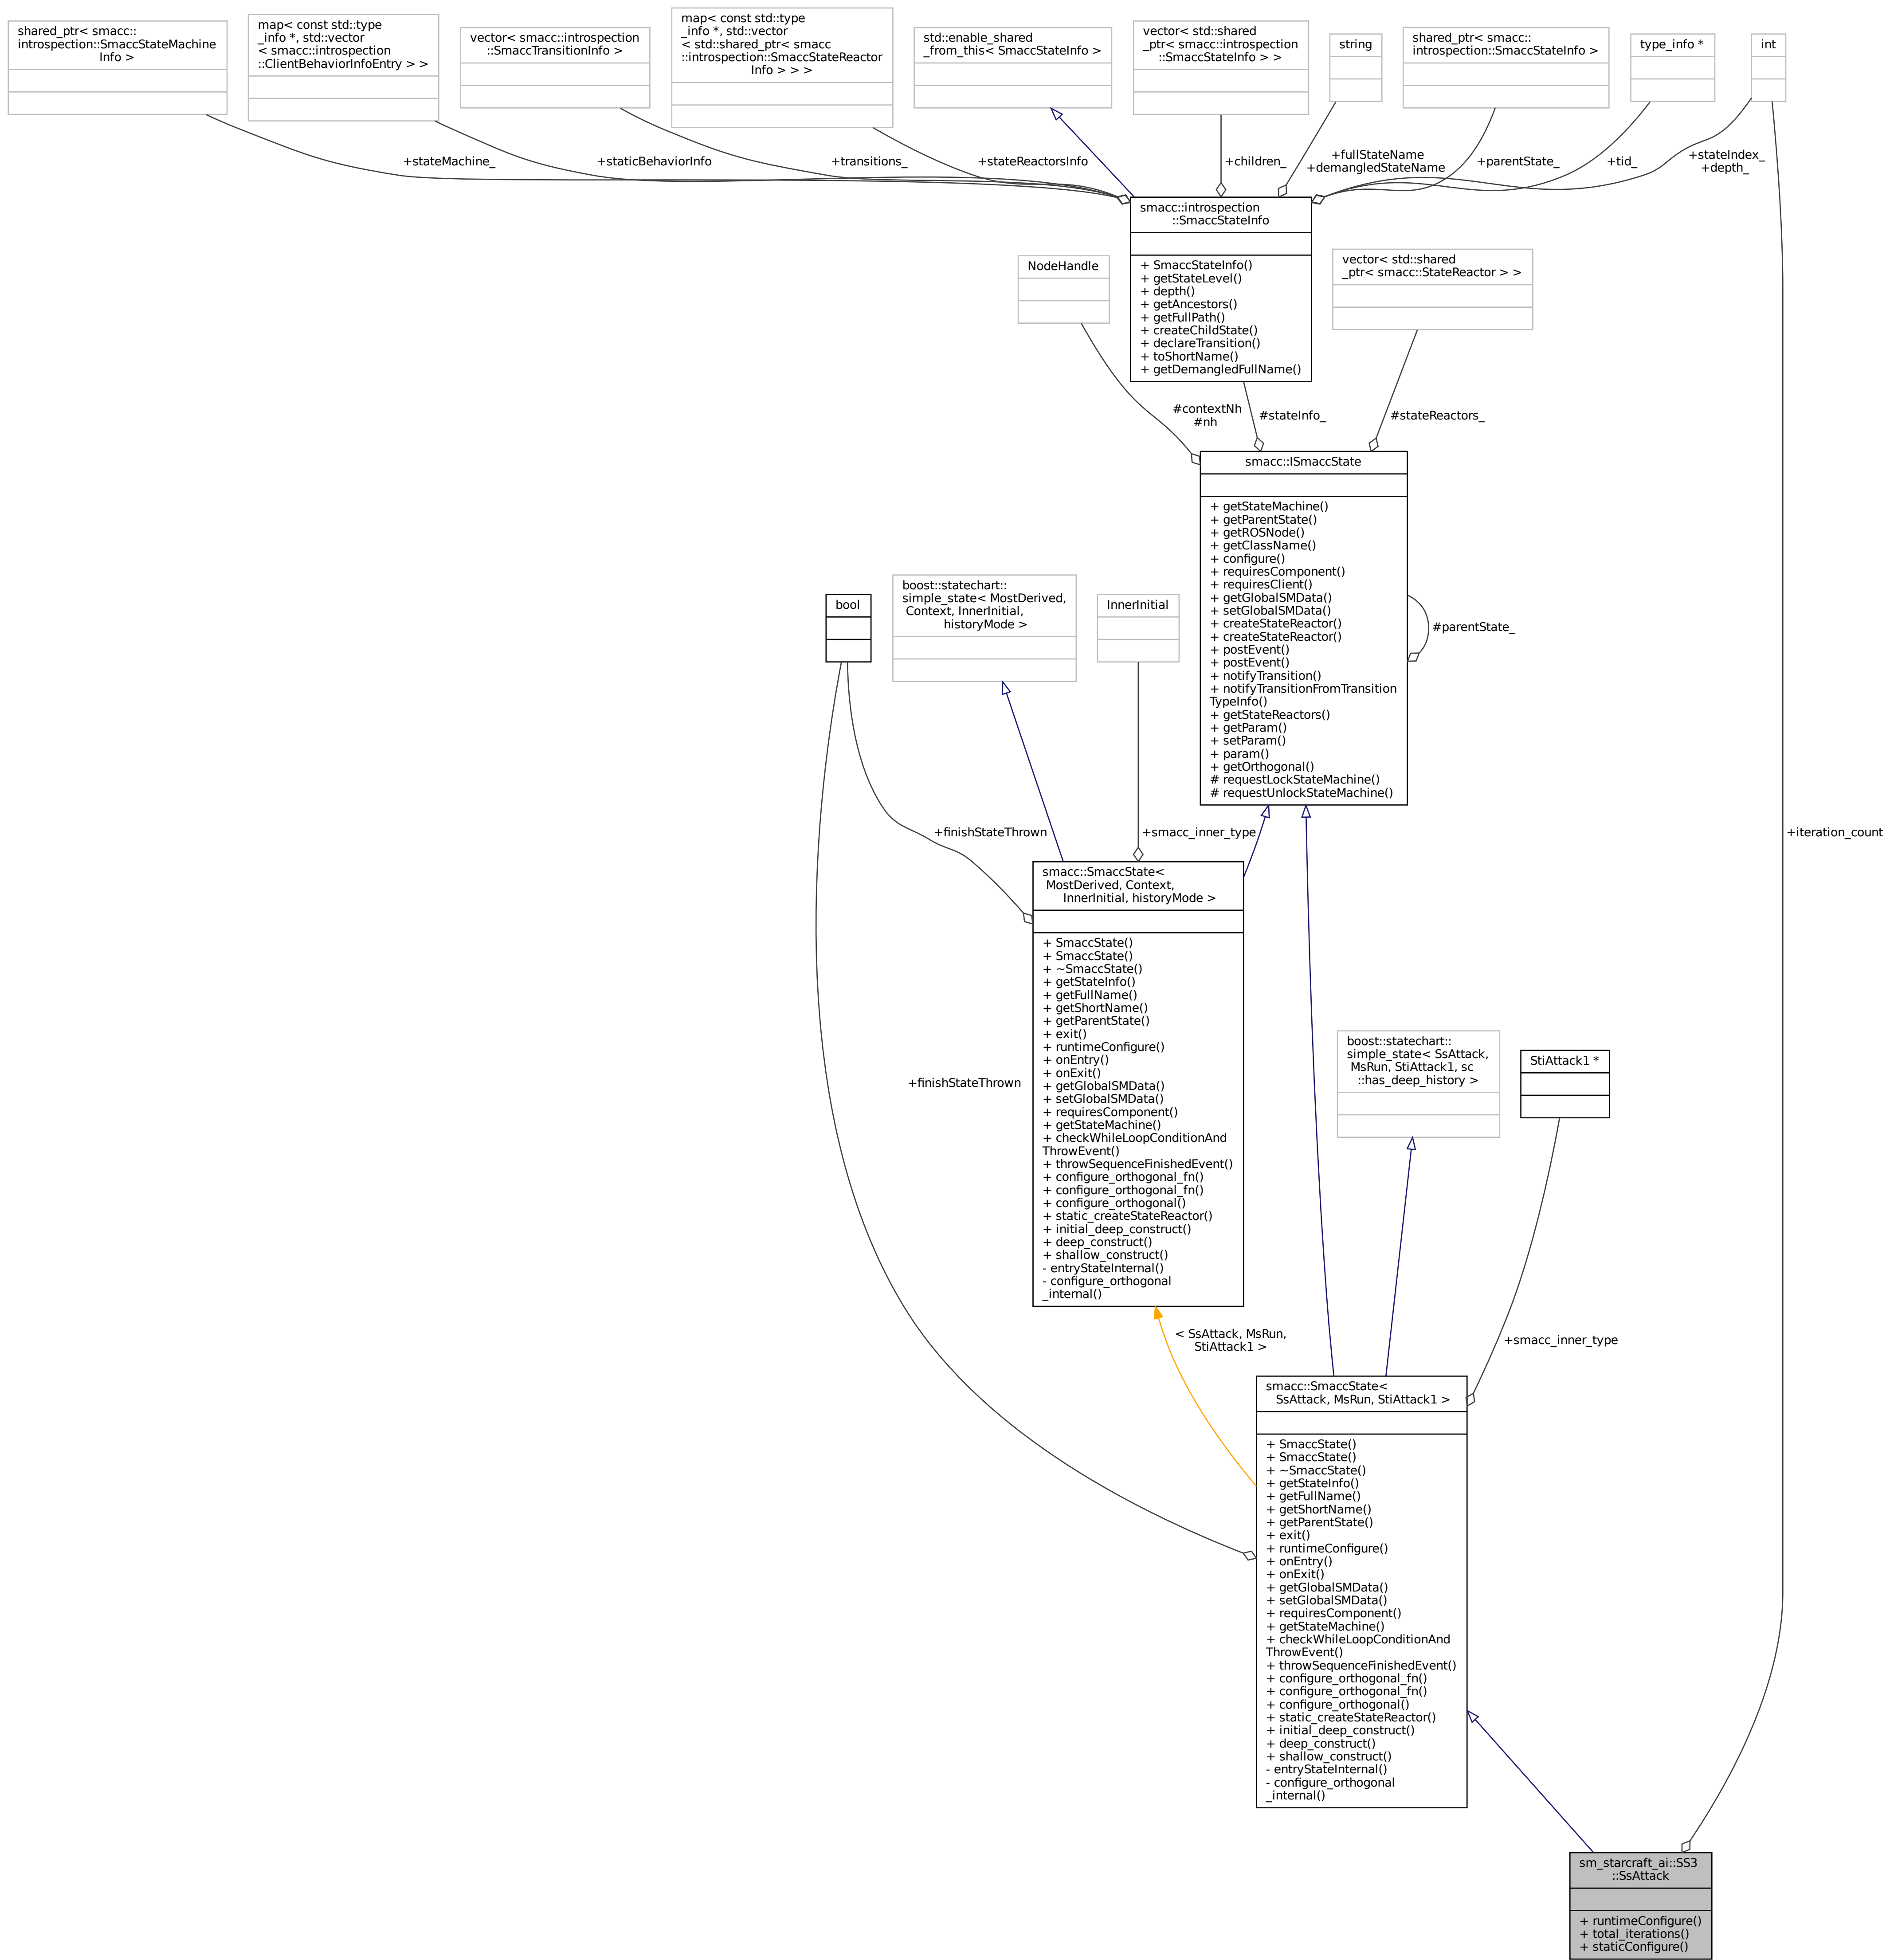 shared_ptr< smacc::
introspection::SmaccStateMachine
Info >
map< const std::type
_info *, std::vector
< smacc::introspection
::ClientBehaviorInfoEntry > >
vector< smacc::introspection
::SmaccTransitionInfo >
map< const std::type
_info *, std::vector
< std::shared_ptr< smacc
::introspection::SmaccStateReactor
Info > > >
std::enable_shared
_from_this< SmaccStateInfo >
vector< std::shared
_ptr< smacc::introspection
::SmaccStateInfo > >
string
shared_ptr< smacc::
introspection::SmaccStateInfo >
type_info *
int
+stateMachine_
+staticBehaviorInfo
+transitions_
+stateReactorsInfo
+children_
+fullStateName
+demangledStateName
+parentState_
+tid_
+stateIndex_
+depth_
smacc::introspection
::SmaccStateInfo
+ SmaccStateInfo()
+ getStateLevel()
+ depth()
+ getAncestors()
+ getFullPath()
+ createChildState()
+ declareTransition()
+ toShortName()
+ getDemangledFullName()
NodeHandle
vector< std::shared
_ptr< smacc::StateReactor > >
#contextNh
#nh
#stateInfo_
#stateReactors_
smacc::ISmaccState
+ getStateMachine()
+ getParentState()
+ getROSNode()
+ getClassName()
+ configure()
+ requiresComponent()
+ requiresClient()
+ getGlobalSMData()
+ setGlobalSMData()
+ createStateReactor()
+ createStateReactor()
+ postEvent()
+ postEvent()
+ notifyTransition()
+ notifyTransitionFromTransition
TypeInfo()
+ getStateReactors()
+ getParam()
+ setParam()
+ param()
+ getOrthogonal()
# requestLockStateMachine()
# requestUnlockStateMachine()
#parentState_
bool
boost::statechart::
simple_state< MostDerived,
Context, InnerInitial,
historyMode >
InnerInitial
+finishStateThrown
+smacc_inner_type
+iteration_count
smacc::SmaccState<
MostDerived, Context,
InnerInitial, historyMode >
+ SmaccState()
+ SmaccState()
+ ~SmaccState()
+ getStateInfo()
+ getFullName()
+ getShortName()
+ getParentState()
+ exit()
+ runtimeConfigure()
+ onEntry()
+ onExit()
+ getGlobalSMData()
+ setGlobalSMData()
+ requiresComponent()
+ getStateMachine()
+ checkWhileLoopConditionAnd
ThrowEvent()
+ throwSequenceFinishedEvent()
+ configure_orthogonal_fn()
+ configure_orthogonal_fn()
+ configure_orthogonal()
+ static_createStateReactor()
+ initial_deep_construct()
+ deep_construct()
+ shallow_construct()
- entryStateInternal()
- configure_orthogonal
_internal()
+finishStateThrown
boost::statechart::
simple_state< SsAttack,
MsRun, StiAttack1, sc
::has_deep_history >
StiAttack1 *
< SsAttack, MsRun,
StiAttack1 >
+smacc_inner_type
smacc::SmaccState<
SsAttack, MsRun, StiAttack1 >
+ SmaccState()
+ SmaccState()
+ ~SmaccState()
+ getStateInfo()
+ getFullName()
+ getShortName()
+ getParentState()
+ exit()
+ runtimeConfigure()
+ onEntry()
+ onExit()
+ getGlobalSMData()
+ setGlobalSMData()
+ requiresComponent()
+ getStateMachine()
+ checkWhileLoopConditionAnd
ThrowEvent()
+ throwSequenceFinishedEvent()
+ configure_orthogonal_fn()
+ configure_orthogonal_fn()
+ configure_orthogonal()
+ static_createStateReactor()
+ initial_deep_construct()
+ deep_construct()
+ shallow_construct()
- entryStateInternal()
- configure_orthogonal
_internal()
sm_starcraft_ai::SS3
::SsAttack
+ runtimeConfigure()
+ total_iterations()
+ staticConfigure()